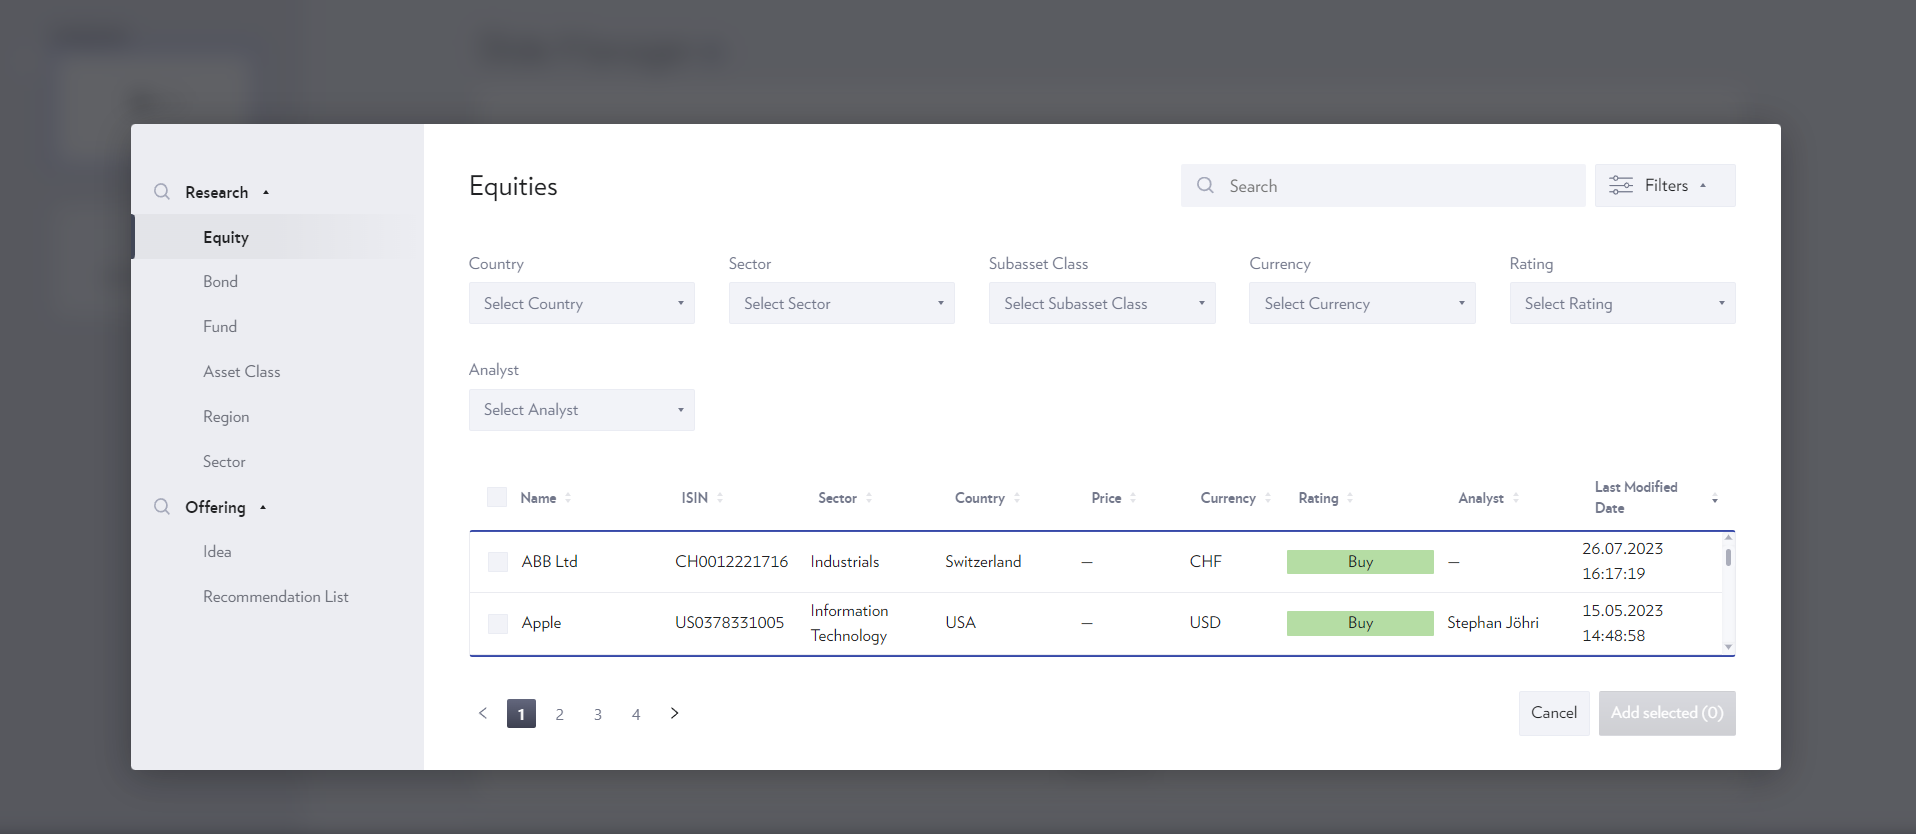 Research
Equity
Bond
Fund
Asset Class
Region
Sector
Offering
Idea
Recommendation List
Equities
Search
Filters
Country
Sector
Subasset Class
Currency
Rating
Select Country
Select Sector
Select Subasset Class
Select Currency
Select Rating
Analyst
Select Analyst
Name ISIN Sector Country Price Currency Rating Analyst Last Modified
Date
ABB Ltd CH0012221716 Industrials Switzerland — CHF Buy — 26.07.2023
16:17:19
Apple US0378331005 Information USA — USD Buy Stephan Jöhri 15.05.2023
Technology 14:48:58
< 1 2 3 4 >
Cancel
Add selected (0)